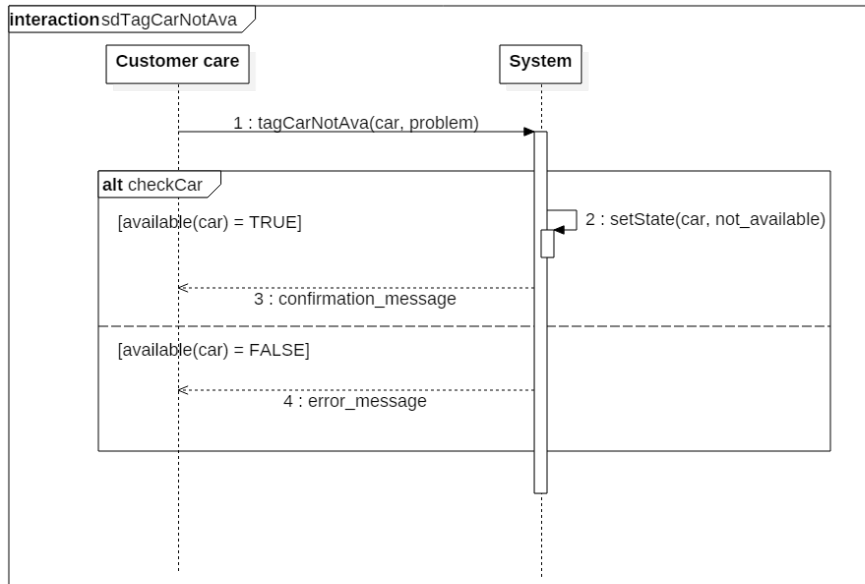 interaction sdTagCarNotAva
Customer care
System
1 : tagCarNotAva(car, problem)
alt checkCar
[available(car) = TRUE]
2 : setState(car, not_available)
3 : confirmation_message
[available(car) = FALSE]
4 : error_message